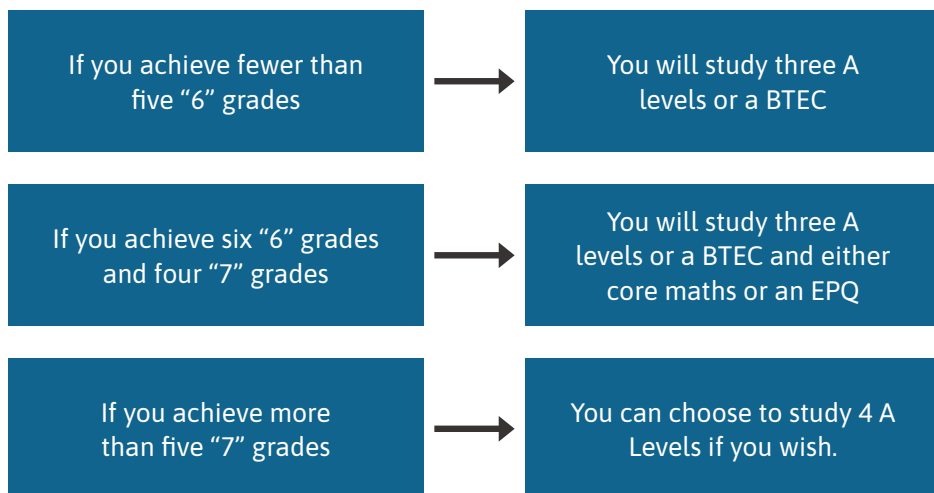 If you achieve fewer than
five “6” grades
You will study three A
levels or a BTEC
If you achieve six “6” grades
and four “7” grades
You will study three A
levels or a BTEC and either
core maths or an EPQ
If you achieve more
than five “7” grades
You can choose to study 4 A
Levels if you wish.